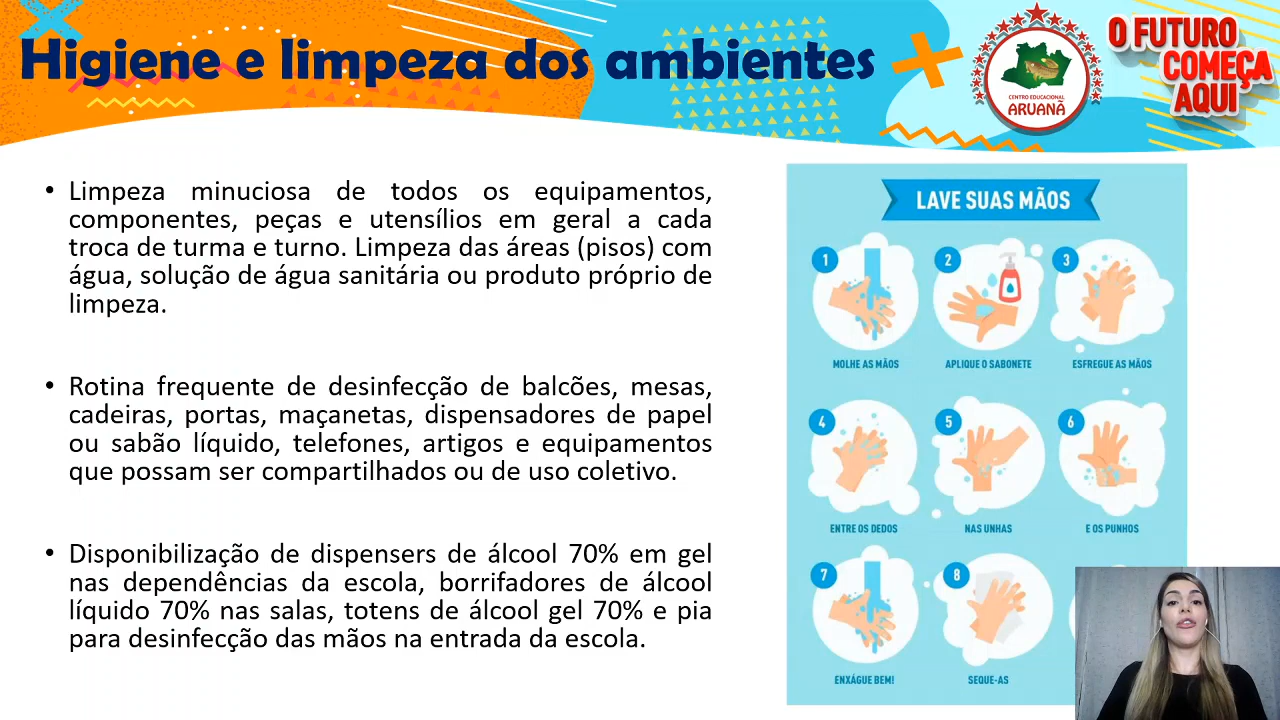 Higiene e limpeza dos ambientes
CENTRO EDUCACIONAL
ARUANÃ
O FUTURO
COMEÇA
AQUI
• Limpeza minuciosa de todos os equipamentos,
componentes, peças e utensílios em geral a cada
troca de turma e turno. Limpeza das áreas (pisos) com
água, solução de água sanitária ou produto próprio de
limpeza.
• Rotina frequente de desinfecção de balcões, mesas,
cadeiras, portas, maçanetas, dispensadores de papel
ou sabão líquido, telefones, artigos e equipamentos
que possam ser compartilhados ou de uso coletivo.
• Disponibilização de dispensers de álcool 70% em gel
nas dependências da escola, borrifadores de álcool
líquido 70% nas salas, totens de álcool gel 70% e pia
para desinfecção das mãos na entrada da escola.
LAVE SUAS MÃOS
1
2
3
MOLHE AS MÃOS
APLIQUE O SABONETE
ESFREGUE AS MÃOS
4
5
6
ENTRE OS DEDOS
NAS UNHAS
E OS PUNHOS
7
8
ENXÁGUE BEM!
SEQUE-AS